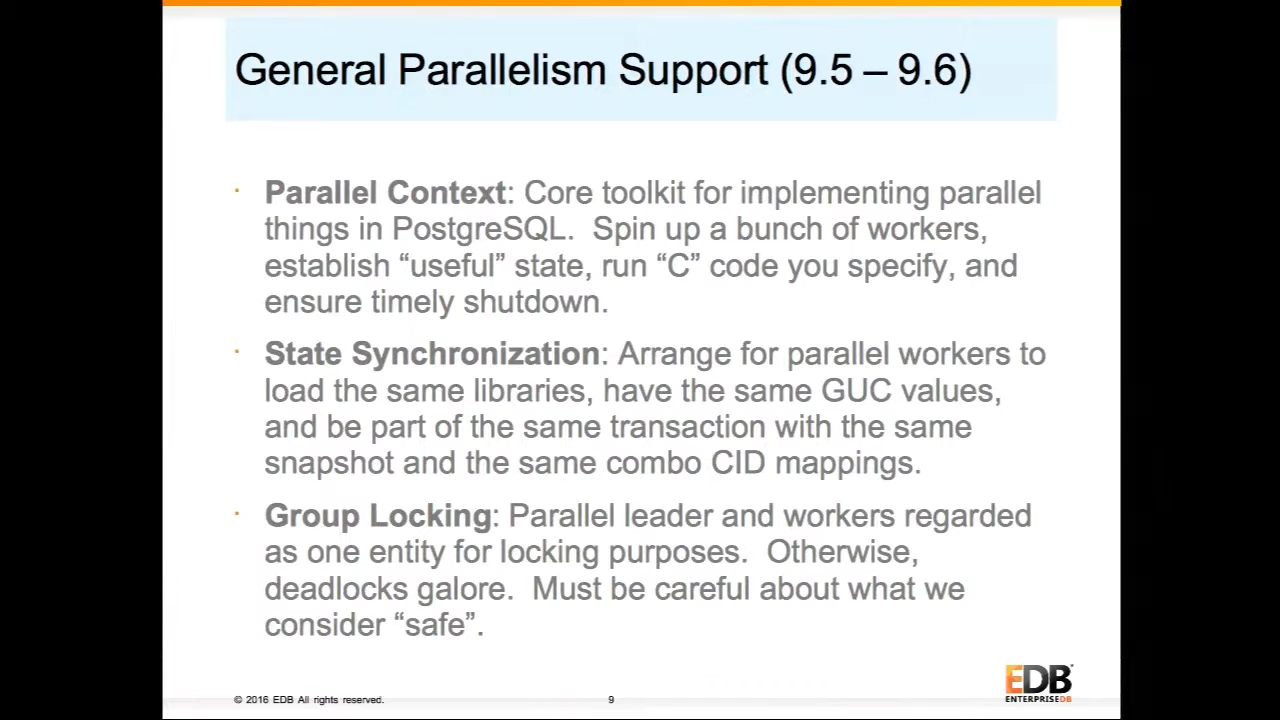 General Parallelism Support (9.5 – 9.6)
· Parallel Context: Core toolkit for implementing parallel
things in PostgreSQL.  Spin up a bunch of workers,
establish “useful” state, run “C” code you specify, and
ensure timely shutdown.
· State Synchronization: Arrange for parallel workers to
load the same libraries, have the same GUC values,
and be part of the same transaction with the same
snapshot and the same combo CID mappings.
· Group Locking: Parallel leader and workers regarded
as one entity for locking purposes.  Otherwise,
deadlocks galore.  Must be careful about what we
consider “safe”.
© 2016 EDB All rights reserved.
9
EDB
ENTERPRISEDB